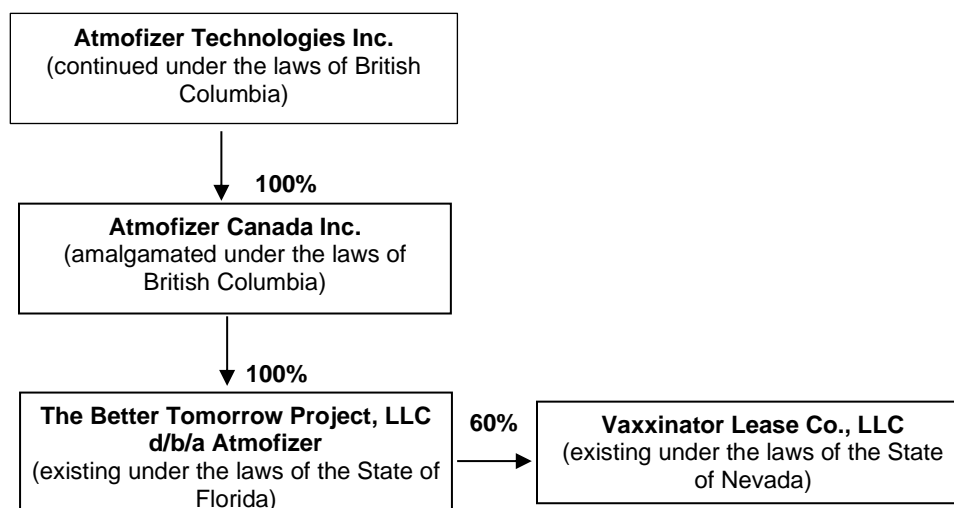 Atmofizer Technologies Inc.
(continued under the laws of British
Columbia)
100%
Atmofizer Canada Inc.
(amalgamated under the laws of
British Columbia)
100%
The Better Tomorrow Project, LLC
d/b/a Atmofizer
(existing under the laws of the State of
Florida)
60%
Vaxxinator Lease Co., LLC
(existing under the laws of the State
of Nevada)